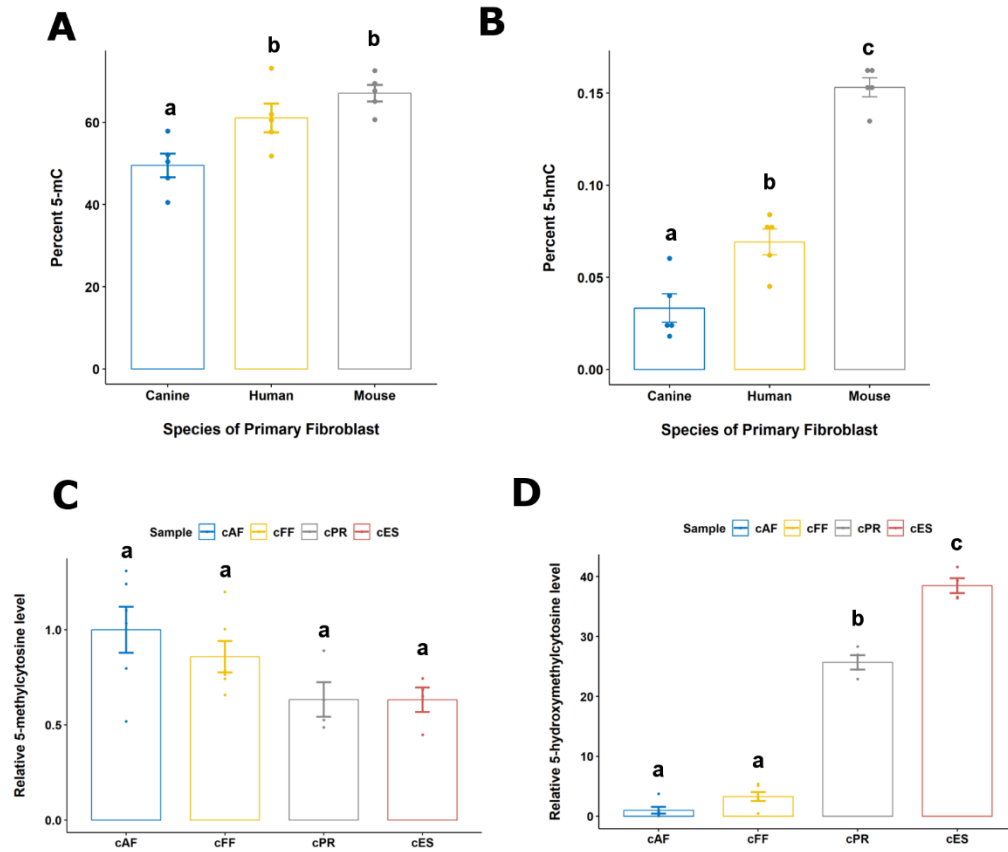 A
B
b
b
a
60
40
20
0
Percent 5-mC
Canine Human Mouse
Species of Primary Fibroblast
c
b
a
0.15
0.10
0.05
0.00
Percent 5-hmC
Canine Human Mouse
Species of Primary Fibroblast
C
Sample cAF cFF cPR cES
a a a a
1.0
0.5
0.0
Relative 5-methylcytosine level
cAF cFF cPR cES
D
Sample cAF cFF cPR cES
c
b
a a
40
30
20
10
0
Relative 5-hydroxymethylcytosine level
cAF cFF cPR cES